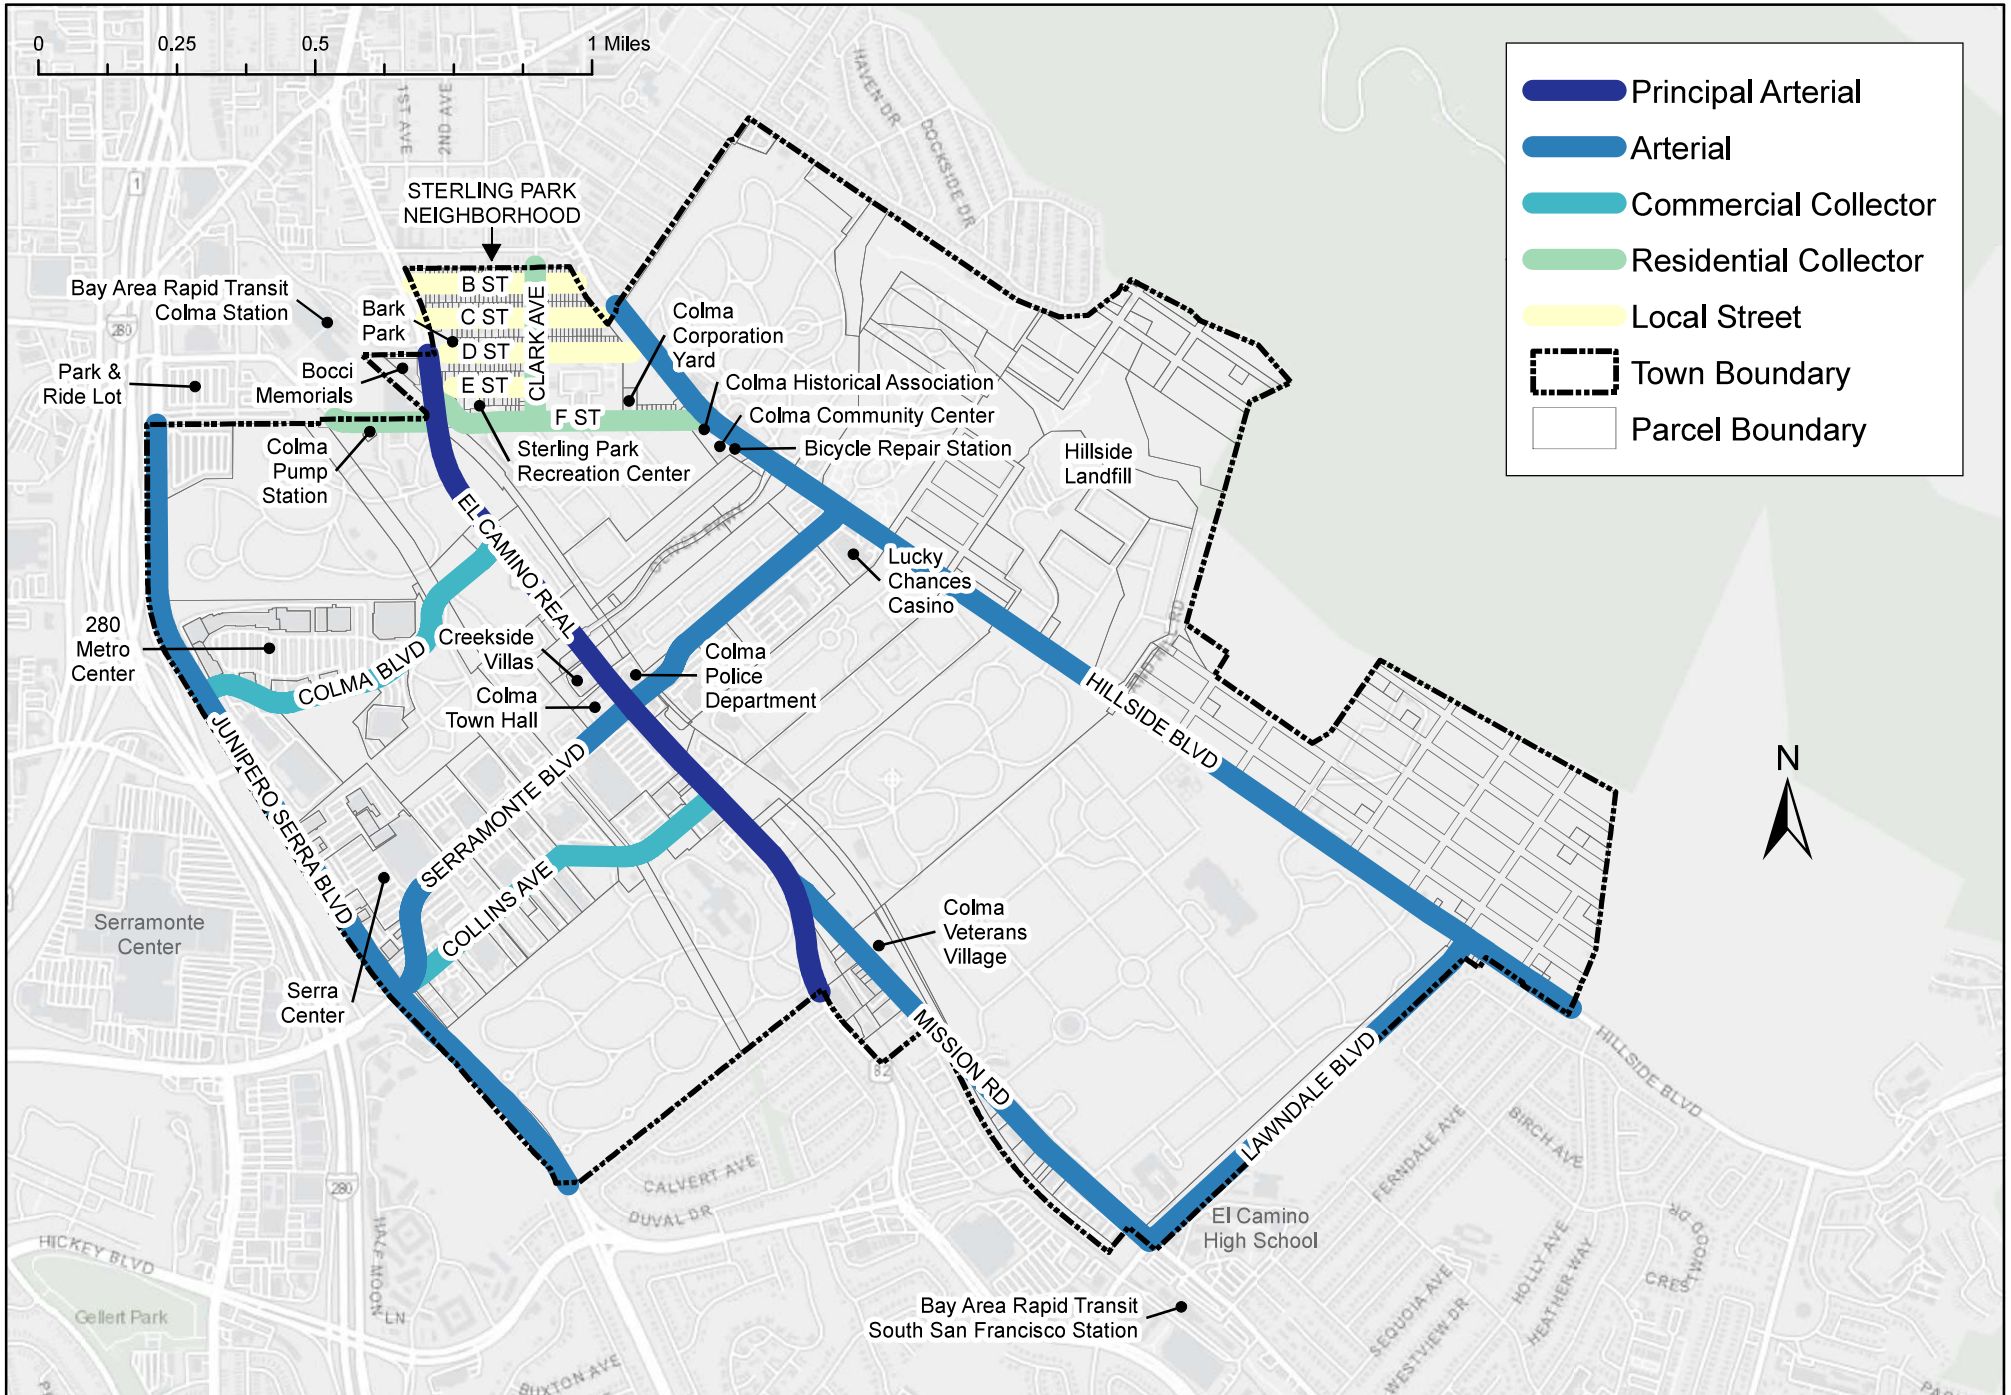 0 0.25 0.5 1 Miles
Principal Arterial
Arterial
Commercial Collector
Residential Collector
Local Street
Town Boundary
Parcel Boundary
HAVEN DR
DOCKSIDE DR
1ST AVE
2ND AVE
1
STERLING PARK
NEIGHBORHOOD
B ST
C ST
D ST
E ST
F ST
CLARK AVE
Bay Area Rapid Transit
Colma Station
Bark
Park
280
Park &
Ride Lot
Bocci
Memorials
Colma
Corporation
Yard
Colma Historical Association
Colma Community Center
Bicycle Repair Station
Colma
Pump
Station
Sterling Park
Recreation Center
Hillside
Landfill
EL CAMINO REAL
Lucky
Chances
Casino
280
Metro
Center
COLMA BLVD
Creekside
Villas
Colma
Town Hall
Colma
Police
Department
HILLSIDE BLVD
JUNIPERO SERRA BLVD
SERRAMONTE BLVD
COLLINS AVE
N
Serramonte
Center
Serra
Center
Colma
Veterans
Village
MISSION RD
82
LAWNDALE BLVD
HILLSIDE BLVD
280
CALVERT AVE
DUVAL DR
FERNDALE AVE
BIRCH AVE
El Camino
High School
HICKEY BLVD
HALF MOON
LN
HOLLY AVE
HEATHER WAY
CRESTWOOD DR
SEQUOIA AVE
WESTVIEW DR
Gellert Park
Bay Area Rapid Transit
South San Francisco Station
BUXTON AVE